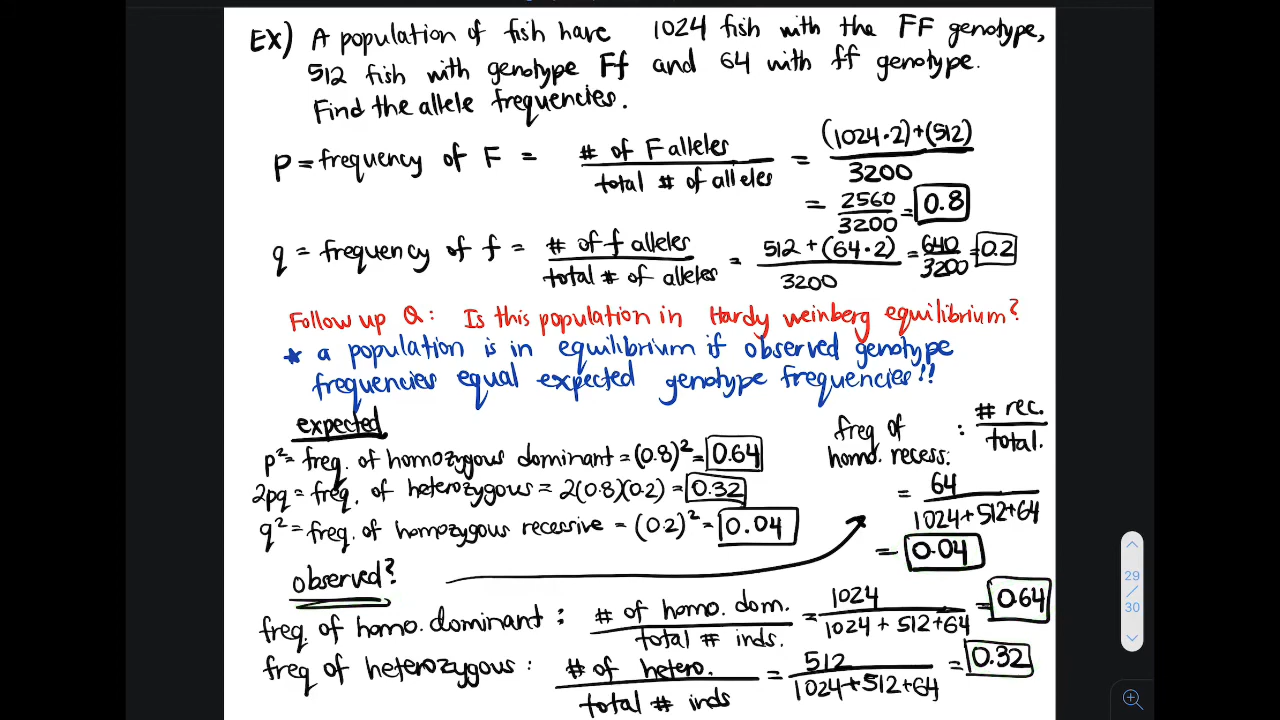 Ex) A population of fish have 1024 fish with the FF genotype,
512 fish with genotype Ff and 64 with ff genotype.
Find the allele frequencies.
p = frequency of F = # of F alleles / total # of alleles = (1024·2)+(512) / 3200
= 2560 / 3200 = 0.8
q = frequency of f = # of f alleles / total # of alleles = 512 + (64·2) / 3200 = 640 / 3200 = 0.2
Follow up Q: Is this population in Hardy weinberg equilibrium?
* a population is in equilibrium if observed genotype
frequencies equal expected genotype frequencies!!
expected
p² = freq. of homozygous dominant = (0.8)² = 0.64
2pq = freq. of heterozygous = 2(0.8)(0.2) = 0.32
q² = freq. of homozygous recessive = (0.2)² = 0.04
freq of homo. recess: : # rec. / total.
= 64 / 1024+512+64
= 0.04
observed?
freq. of homo. dominant : # of homo. dom. / total # inds. = 1024 / 1024 + 512+64 = 0.64
freq of heterozygous : # of hetero. / total # inds = 512 / 1024+512+64 = 0.32
29
/
30